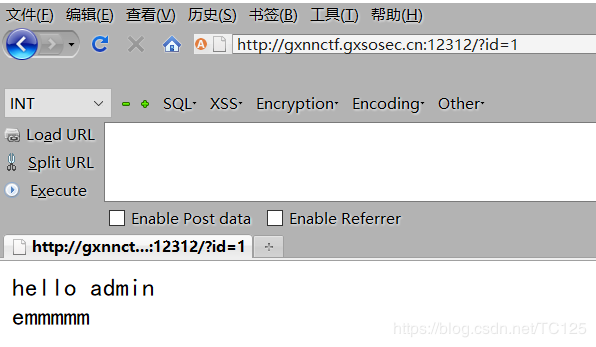 文件(F) 编辑(E) 查看(V) 历史(S) 书签(B) 工具(T) 帮助(H)
http://gxnnctf.gxsosec.cn:12312/?id=1
INT SQL XSS Encryption Encoding Other
Load URL
Split URL
Execute
Enable Post data Enable Referrer
http://gxnnct...:12312/?id=1
hello admin
emmmmm
https://blog.csdn.net/TC125